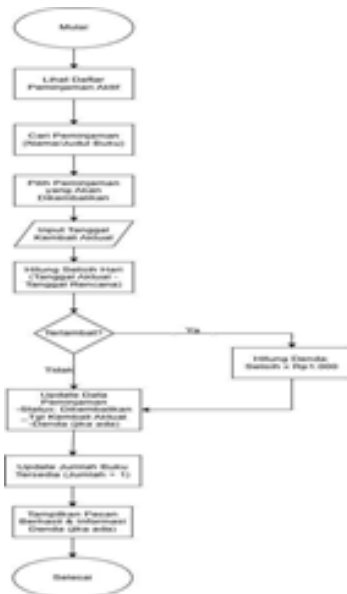 Mulai
Lihat Daftar
Peminjaman Aktif
Cari Peminjaman
(Nama/Judul Buku)
Pilih Peminjaman
yang Akan
Dikembalikan
Input Tanggal
Kembali Aktual
Hitung Selisih Hari
(Tanggal Aktual -
Tanggal Rencana)
Terlambat?
Ya
Hitung Denda:
Selisih x Rp1.000
Tidak
Update Data
Peminjaman
-Status: Dikembalikan
-Tgl Kembali Aktual
-Denda (jika ada)
Update Jumlah Buku
Tersedia (Jumlah + 1)
Tampilkan Pesan
Berhasil & Informasi
Denda (jika ada)
Selesai